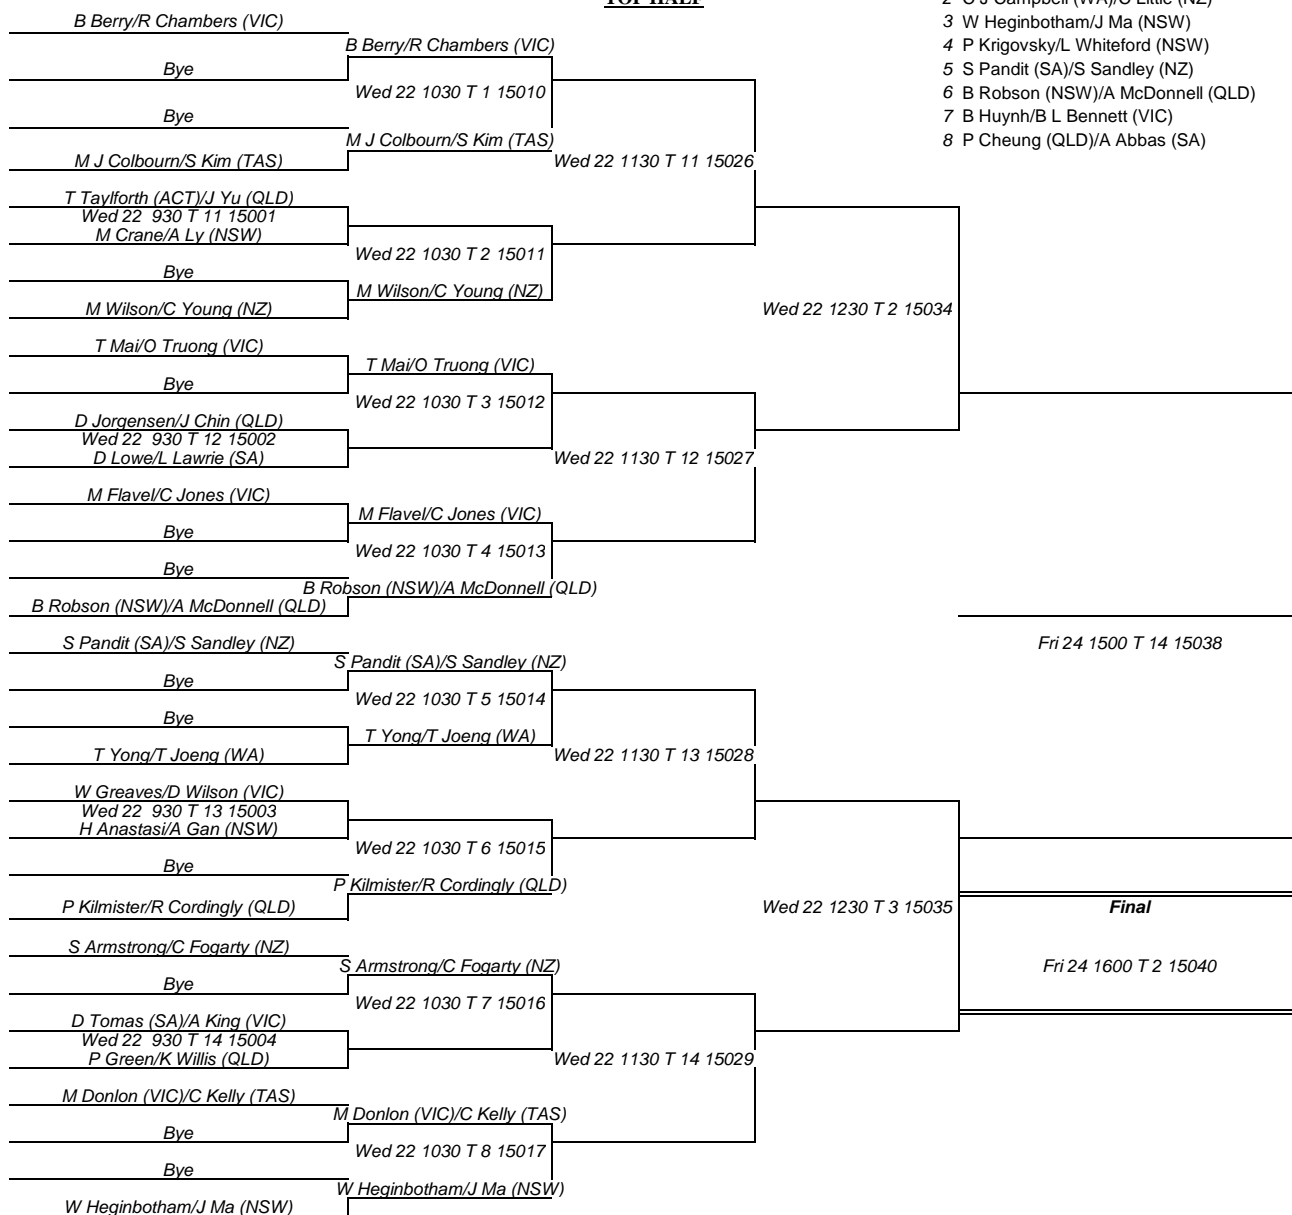 TOP HALF
2 C J Campbell (WA)/C Little (NZ)
3 W Heginbotham/J Ma (NSW)
4 P Krigovsky/L Whiteford (NSW)
5 S Pandit (SA)/S Sandley (NZ)
6 B Robson (NSW)/A McDonnell (QLD)
7 B Huynh/B L Bennett (VIC)
8 P Cheung (QLD)/A Abbas (SA)
B Berry/R Chambers (VIC)
Bye
Bye
M J Colbourn/S Kim (TAS)
T Taylforth (ACT)/J Yu (QLD)
Wed 22 930 T 11 15001
M Crane/A Ly (NSW)
Bye
M Wilson/C Young (NZ)
T Mai/O Truong (VIC)
Bye
D Jorgensen/J Chin (QLD)
Wed 22 930 T 12 15002
D Lowe/L Lawrie (SA)
M Flavel/C Jones (VIC)
Bye
Bye
B Robson (NSW)/A McDonnell (QLD)
S Pandit (SA)/S Sandley (NZ)
Bye
Bye
T Yong/T Joeng (WA)
W Greaves/D Wilson (VIC)
Wed 22 930 T 13 15003
H Anastasi/A Gan (NSW)
Bye
P Kilmister/R Cordingly (QLD)
S Armstrong/C Fogarty (NZ)
Bye
D Tomas (SA)/A King (VIC)
Wed 22 930 T 14 15004
P Green/K Willis (QLD)
M Donlon (VIC)/C Kelly (TAS)
Bye
Bye
W Heginbotham/J Ma (NSW)
B Berry/R Chambers (VIC)
Wed 22 1030 T 1 15010
M J Colbourn/S Kim (TAS)
Wed 22 1030 T 2 15011
M Wilson/C Young (NZ)
T Mai/O Truong (VIC)
Wed 22 1030 T 3 15012
M Flavel/C Jones (VIC)
Wed 22 1030 T 4 15013
B Robson (NSW)/A McDonnell (QLD)
S Pandit (SA)/S Sandley (NZ)
Wed 22 1030 T 5 15014
T Yong/T Joeng (WA)
Wed 22 1030 T 6 15015
P Kilmister/R Cordingly (QLD)
S Armstrong/C Fogarty (NZ)
Wed 22 1030 T 7 15016
M Donlon (VIC)/C Kelly (TAS)
Wed 22 1030 T 8 15017
W Heginbotham/J Ma (NSW)
Wed 22 1130 T 11 15026
Wed 22 1130 T 12 15027
Wed 22 1130 T 13 15028
Wed 22 1130 T 14 15029
Wed 22 1230 T 2 15034
Wed 22 1230 T 3 15035
Fri 24 1500 T 14 15038
Final
Fri 24 1600 T 2 15040